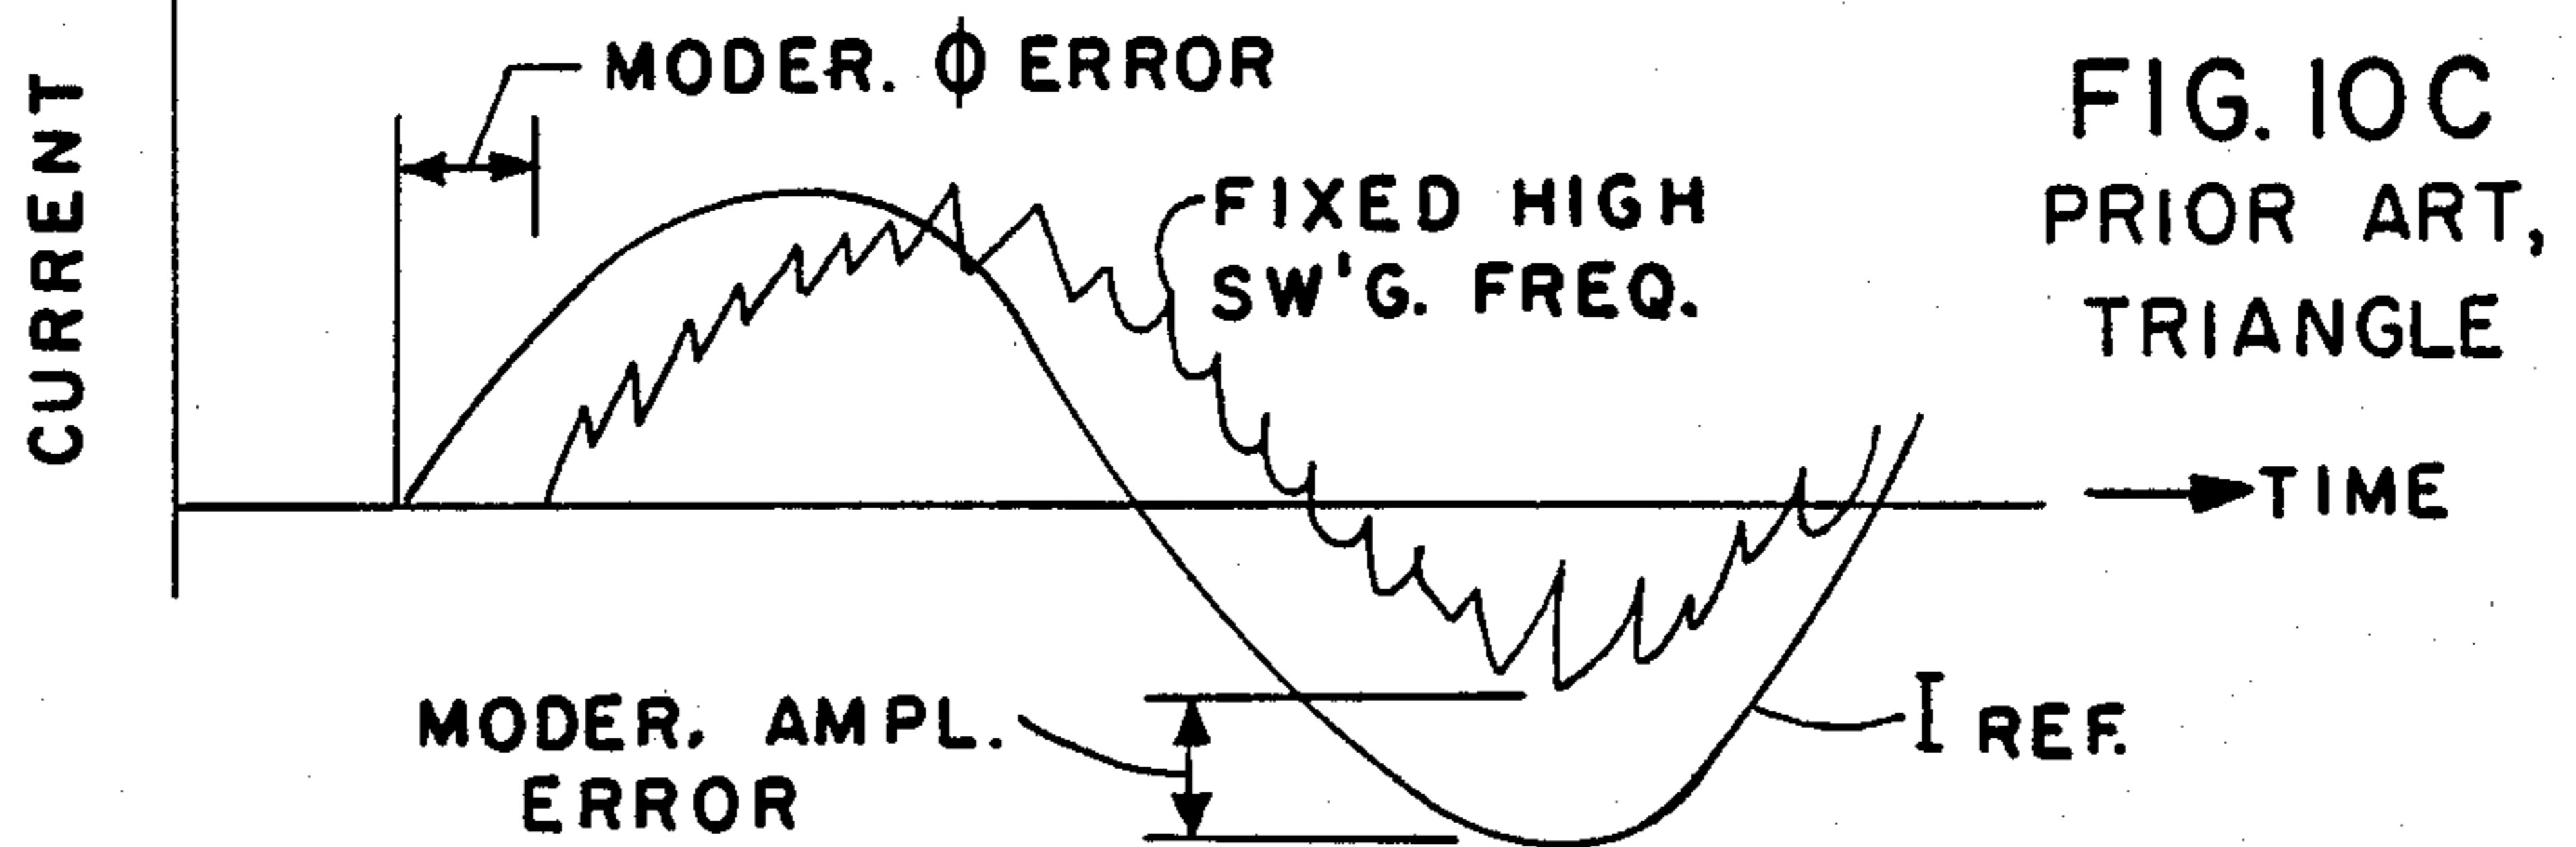 CURRENT
MODER. ϕ ERROR
FIG. 10C
PRIOR ART,
TRIANGLE
FIXED HIGH
SW'G. FREQ.
TIME
MODER. AMPL.
ERROR
I REF.